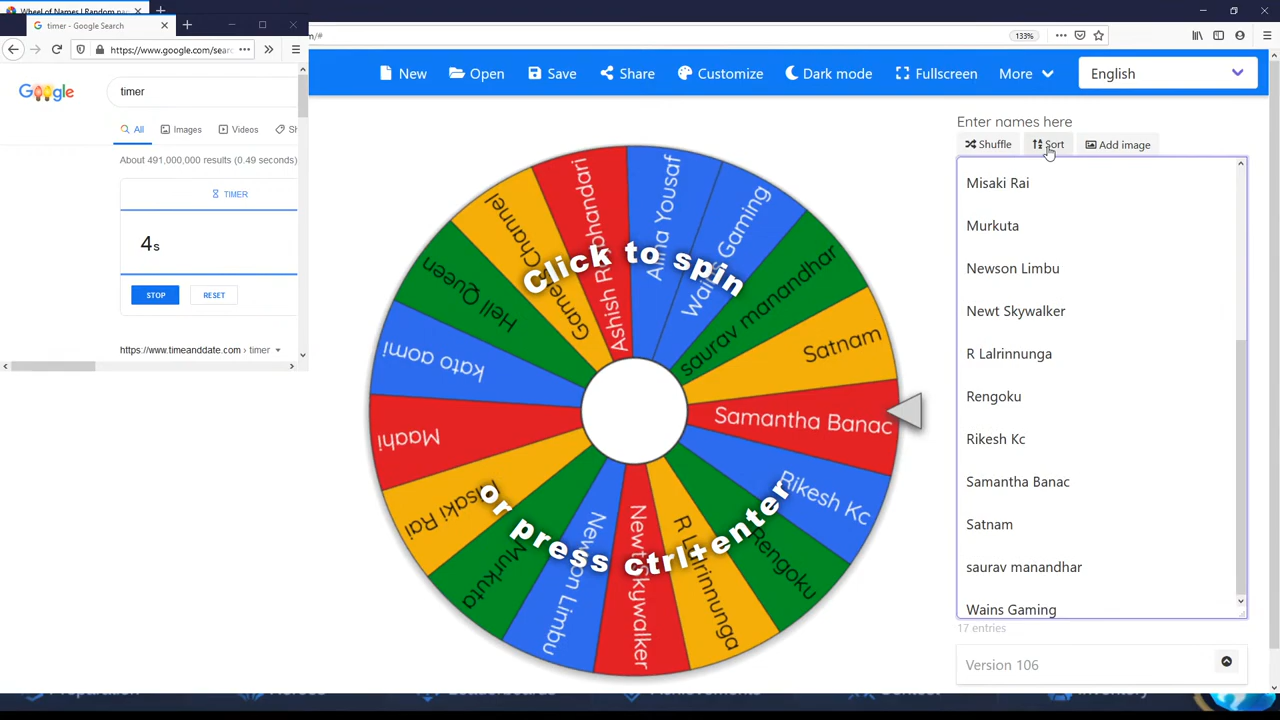 Wheel of Names | Random
timer - Google Search
https://www.google.com/sear
133%
Google
timer
All
Images
Videos
About 491,000,000 results (0.49 seconds)
TIMER
4s
STOP
RESET
https://www.timeanddate.com › timer
New
Open
Save
Share
Customize
Dark mode
Fullscreen
More
English
Click to spin
or press ctrl+enter
Alina Yousaf
Wains Gaming
saurav manandhar
Satnam
Samantha Banac
Rikesh Kc
Rengoku
R Lalrinnunga
Newt Skywalker
Newson Limbu
Murkuta
Misaki Rai
Maahi
kato aomi
Hell Queen
Channel
Ashish
Enter names here
Shuffle
Sort
Add image
Misaki Rai
Murkuta
Newson Limbu
Newt Skywalker
R Lalrinnunga
Rengoku
Rikesh Kc
Samantha Banac
Satnam
saurav manandhar
Wains Gaming
17 entries
Version 106